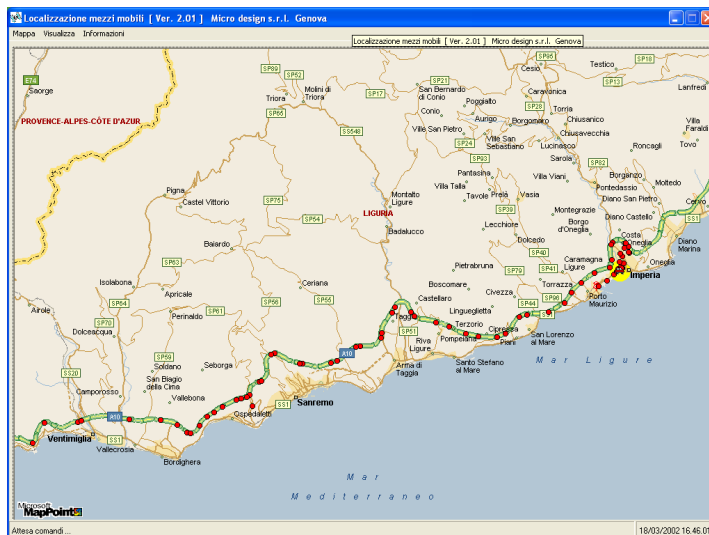 Localizzazione mezzi mobili [ Ver. 2.01 ] Micro design s.r.l. Genova
Mappa Visualizza Informazioni
Localizzazione mezzi mobili [ Ver. 2.01 ] Micro design s.r.l. Genova
E74
Saorge
PROVENCE-ALPES-CÔTE D'AZUR
SP89
SP52
Triora
Molini di
Triora
SP65
SS548
SP17
SP21
San Bernardo
di Conio
Conio
Poggialto
Aurigo
Ville San Pietro
SP24
Ville San
Sebastiano
SP95
Cesio
Caravonica
SP28
Torria
Borgomaro
Chiusanico
Chiusavecchia
Lucinasco
Sarola
Testico
SP13
SP18
Lanfredi
Villa
Faraldi
Tovo
Roncagli
SP82
Borganzo
Pontedassio
Moltedo
Diano San Pietro
Cervo
SS1
Diano Castello
Diano
Marina
SP93
Pantasina
Villa Talla
Tavole
Prelà
Vasia
Villa Viani
SP39
Montegrazie
Borgo
d'Oneglia
Costa
Oneglia
Oneglia
Imperia
Lecchiore
Dolcedo
SP40
Caramagna
Ligure
SP79
SP41
Torrazza
Porto
Maurizio
Pigna
Castel Vittorio
SP75
SP54
Montalto
Ligure
LIGURIA
Badalucco
Baiardo
SP63
Isolabona
Apricale
SP64
SP61
Perinaldo
Ceriana
SP56
SP55
Pietrabruna
Boscomare
Civezza
Castellaro
Lingueglietta
SP44
SP96
SS1
Taggia
Terzorio
Cipressa
SP51
Pompeiana
Piani
San Lorenzo
al Mare
Riva
Ligure
Santo Stefano
al Mare
Arma di
Taggia
Mar Ligure
Airole
SP70
Dolceacqua
SP59
Soldano
San Biagio
della Cima
Seborga
Vallebona
SS20
Camporosso
A10
A10
Ospedaletti
SS1
Sanremo
Ventimiglia
SS1
Vallecrosia
Bordighera
Mar
Mediterraneo
Microsoft
MapPoint
Attesa comandi ...
18/03/2002 16.46.01